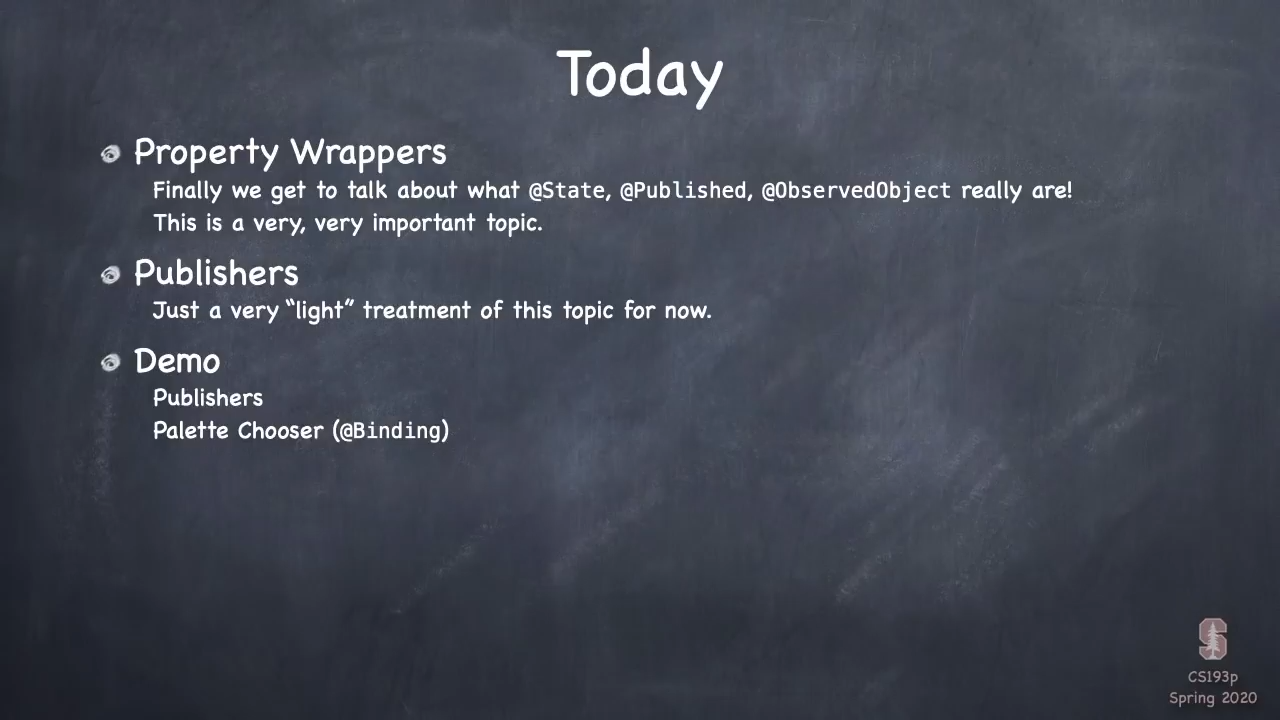 Today
Property Wrappers
Finally we get to talk about what @State, @Published, @ObservedObject really are!
This is a very, very important topic.
Publishers
Just a very “light” treatment of this topic for now.
Demo
Publishers
Palette Chooser (@Binding)
S
CS193p
Spring 2020